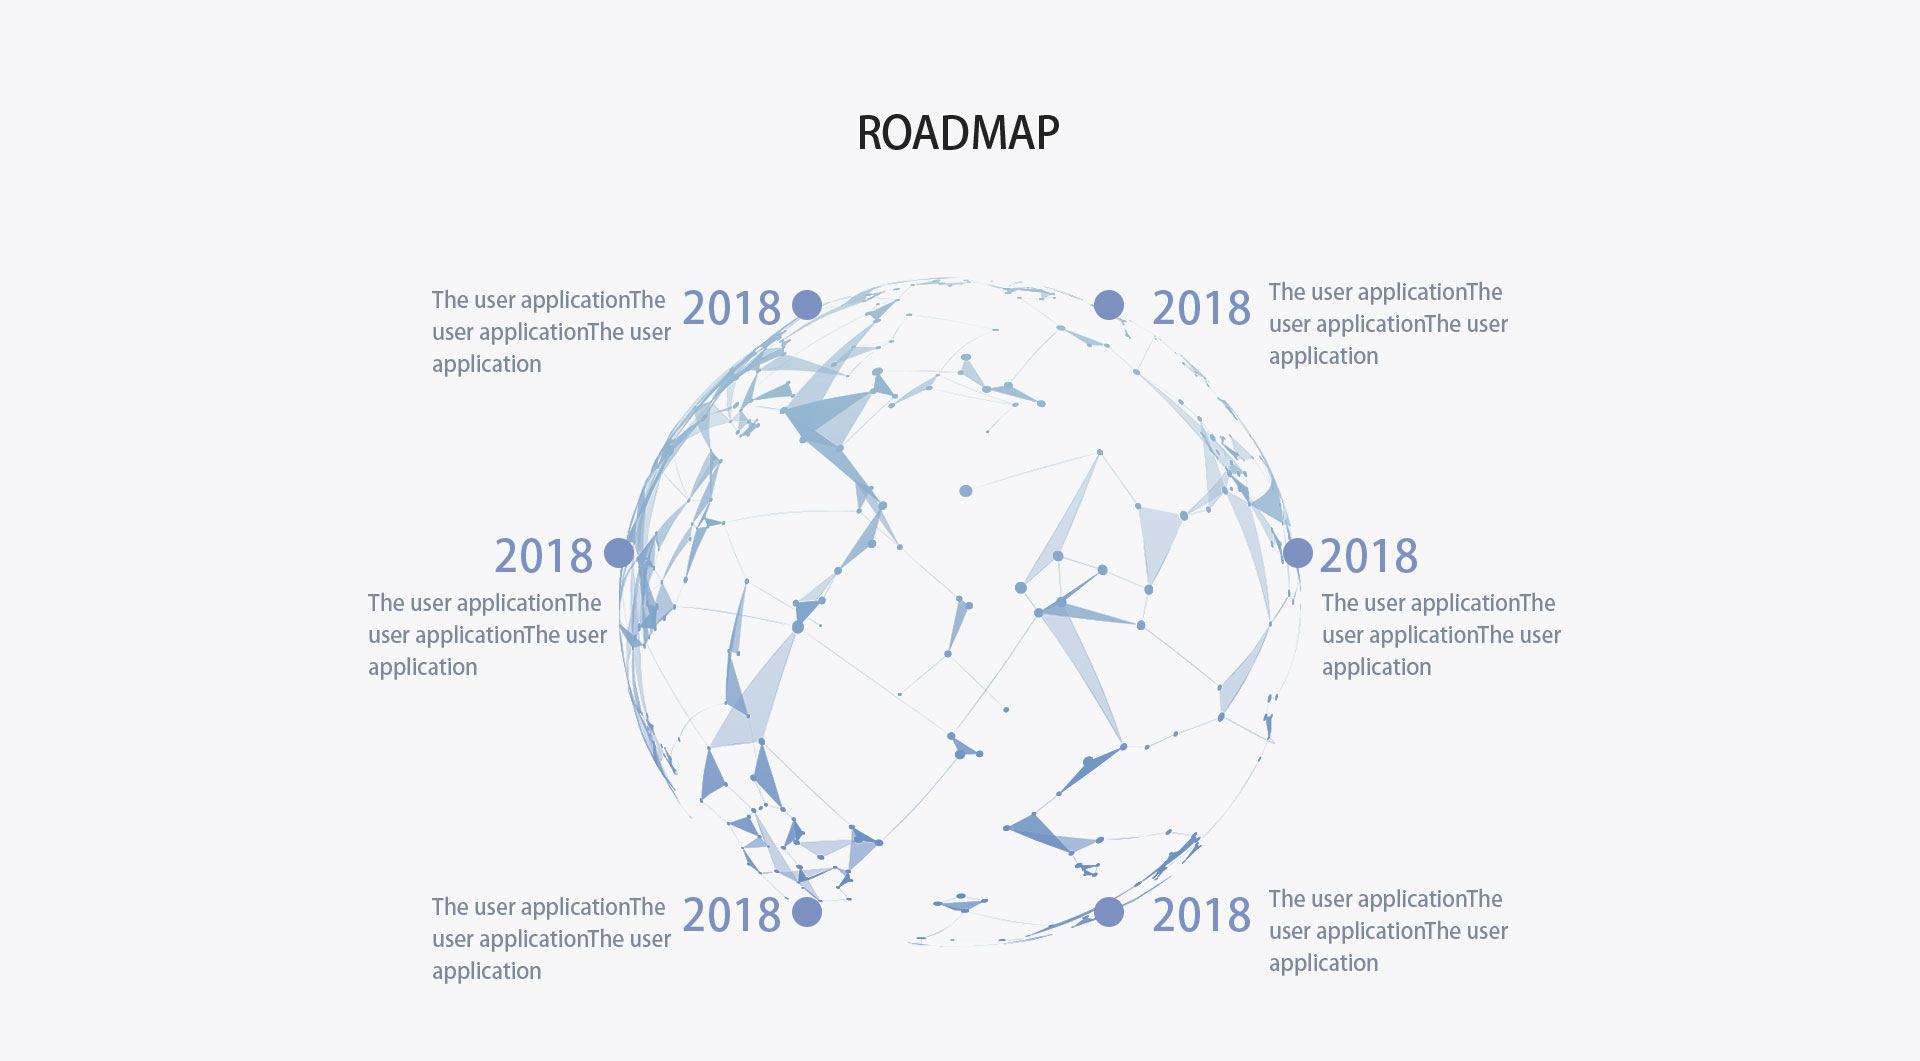 ROADMAP
The user applicationThe
user applicationThe user
application
2018
2018
The user applicationThe
user applicationThe user
application
2018
The user applicationThe
user applicationThe user
application
2018
The user applicationThe
user applicationThe user
application
The user applicationThe
user applicationThe user
application
2018
2018
The user applicationThe
user applicationThe user
application